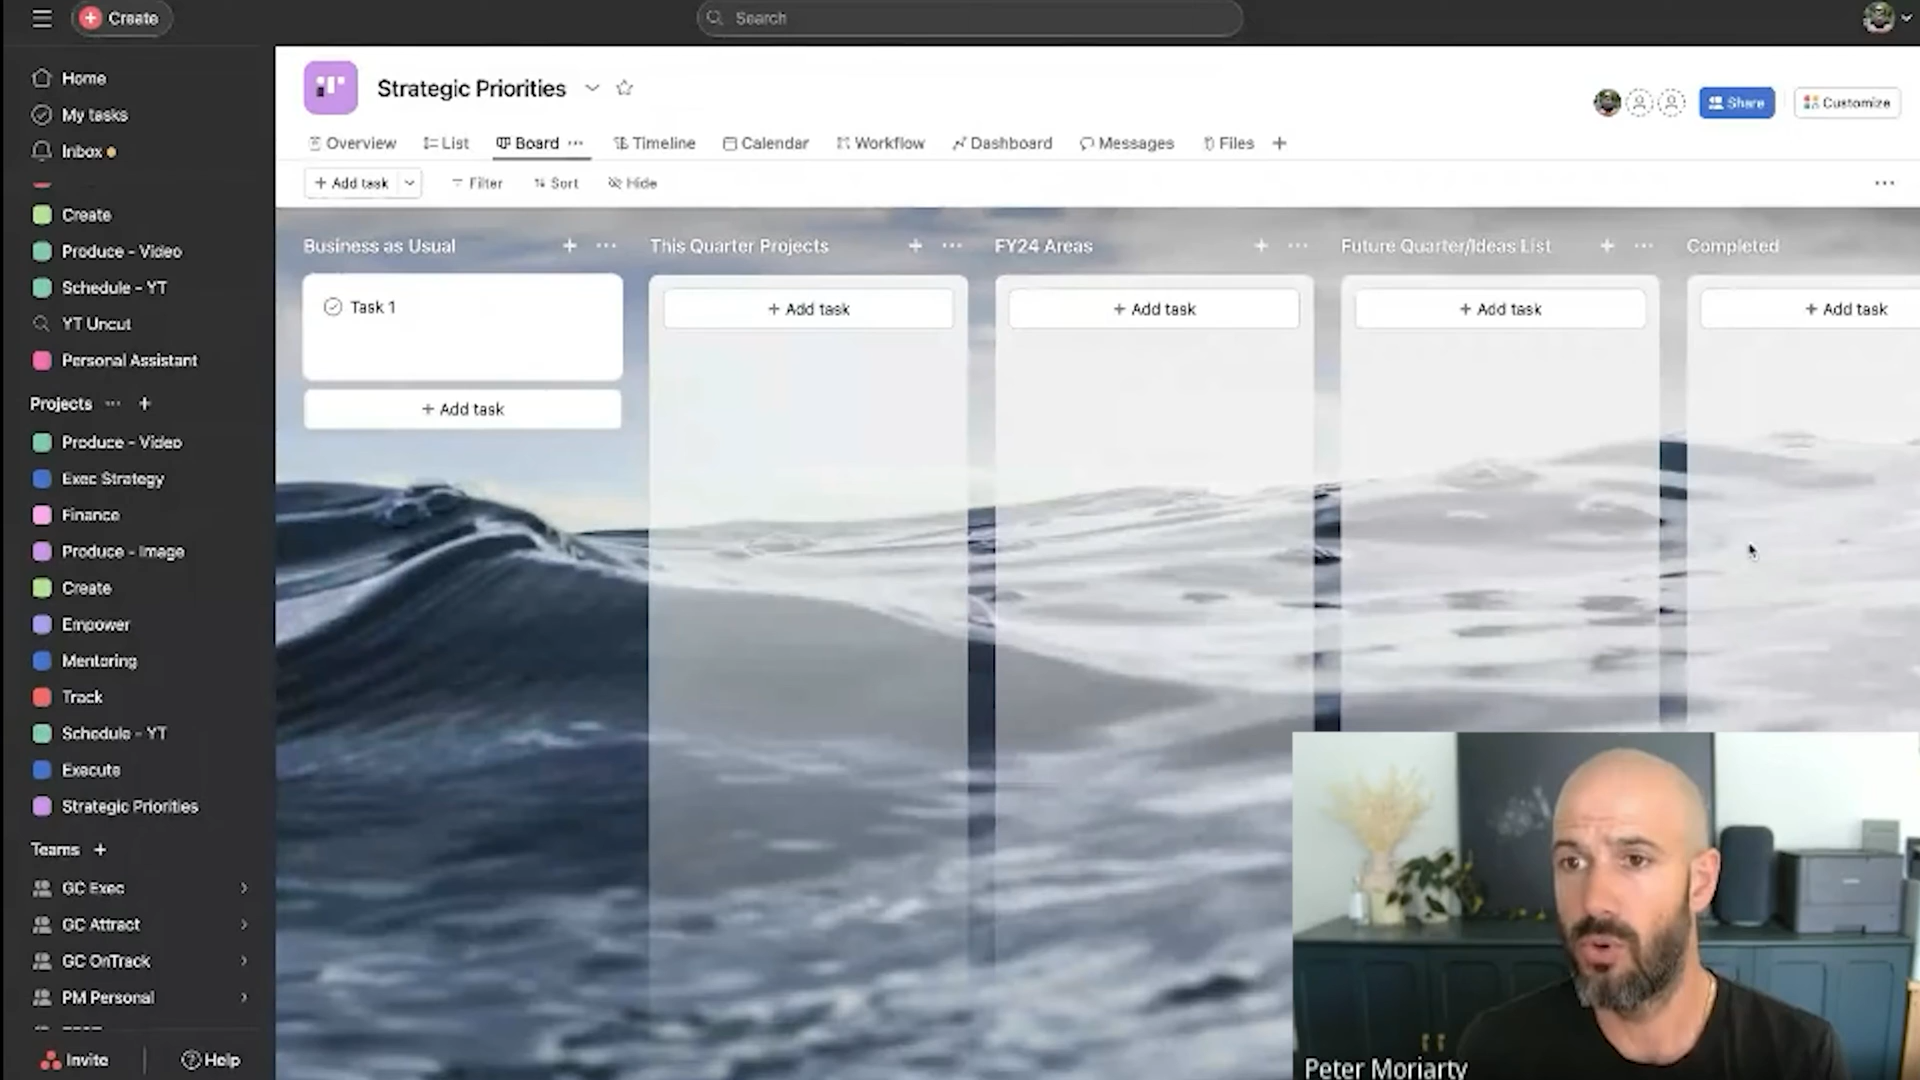 Create
Search
Home
My tasks
Inbox
Create
Produce - Video
Schedule - YT
YT Uncut
Personal Assistant
Projects
Produce - Video
Exec Strategy
Finance
Produce - Image
Create
Empower
Mentoring
Track
Schedule - YT
Execute
Strategic Priorities
Teams
GC Exec
GC Attract
GC OnTrack
PM Personal
Invite
Help
Strategic Priorities
Share
Customize
Overview
List
Board
Timeline
Calendar
Workflow
Dashboard
Messages
Files
+ Add task
Filter
Sort
Hide
Business as Usual
Task 1
+ Add task
This Quarter Projects
+ Add task
FY24 Areas
+ Add task
Future Quarter/Ideas List
+ Add task
Completed
+ Add task
Peter Moriarty